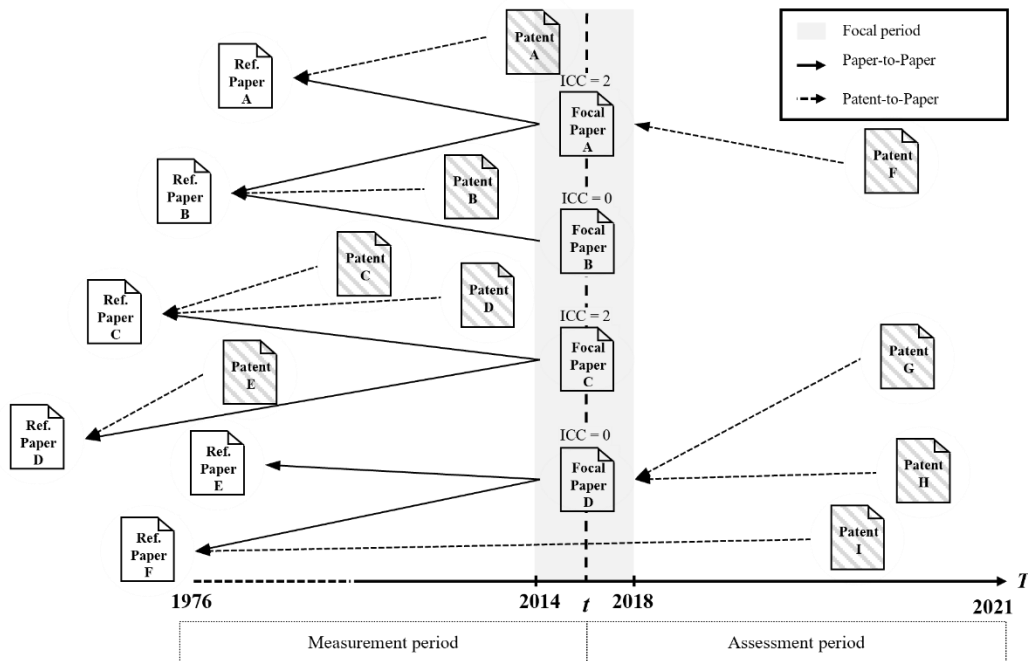 Patent
A
Ref.
Paper
A
ICC = 2
Focal
Paper
A
Focal period
Paper-to-Paper
Patent-to-Paper
Patent
F
Ref.
Paper
B
Patent
B
ICC = 0
Focal
Paper
B
Patent
C
Patent
D
Ref.
Paper
C
ICC = 2
Focal
Paper
C
Patent
G
Patent
E
Ref.
Paper
D
ICC = 0
Ref.
Paper
E
Focal
Paper
D
Patent
H
Ref.
Paper
F
Patent
I
T
1976
2014
t
2018
2021
Measurement period
Assessment period